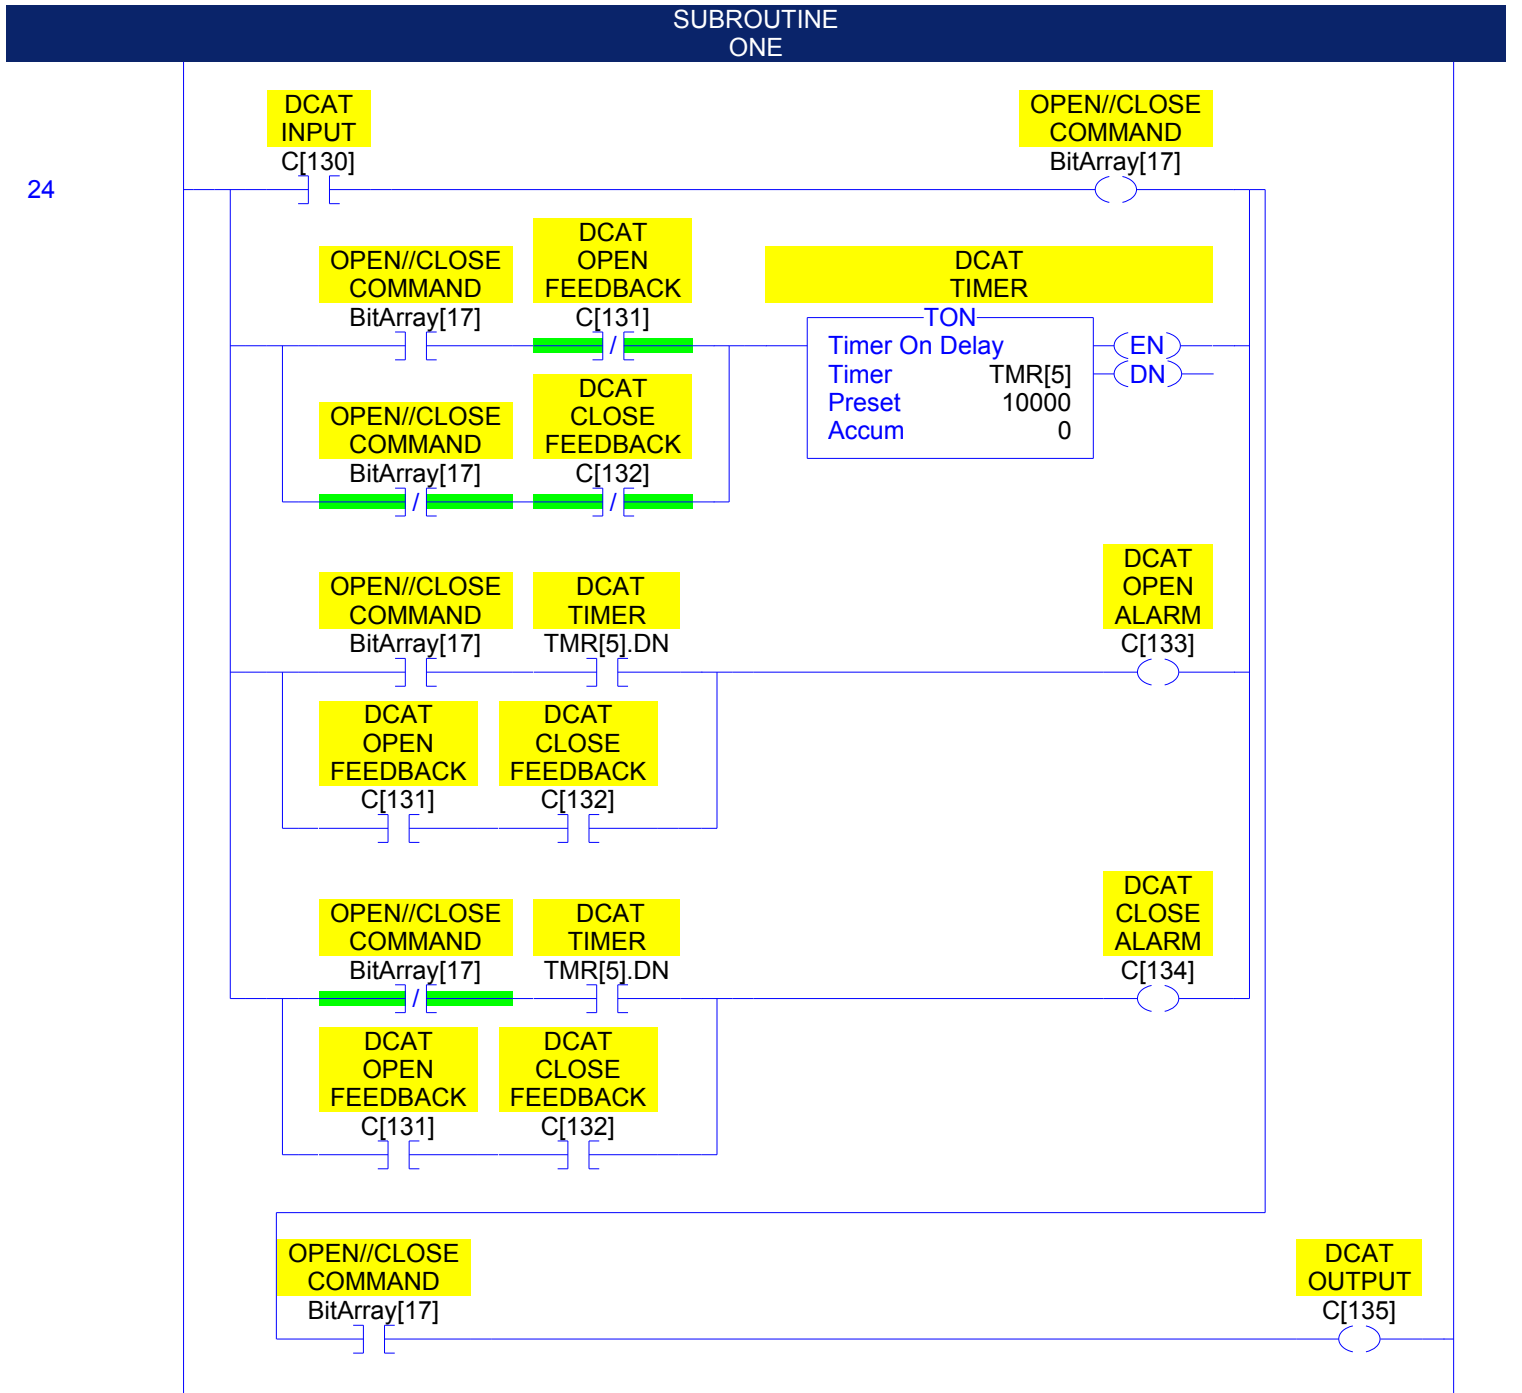 SUBROUTINE
ONE
DCAT
INPUT
C[130]
OPEN//CLOSE
COMMAND
BitArray[17]
24
OPEN//CLOSE
COMMAND
BitArray[17]
DCAT
OPEN
FEEDBACK
C[131]
/
DCAT
TIMER
TON
Timer On Delay
Timer TMR[5]
Preset 10000
Accum 0
EN
DN
OPEN//CLOSE
COMMAND
BitArray[17]
/
DCAT
CLOSE
FEEDBACK
C[132]
/
OPEN//CLOSE
COMMAND
BitArray[17]
DCAT
TIMER
TMR[5].DN
DCAT
OPEN
ALARM
C[133]
DCAT
OPEN
FEEDBACK
C[131]
DCAT
CLOSE
FEEDBACK
C[132]
OPEN//CLOSE
COMMAND
BitArray[17]
/
DCAT
TIMER
TMR[5].DN
DCAT
CLOSE
ALARM
C[134]
DCAT
OPEN
FEEDBACK
C[131]
DCAT
CLOSE
FEEDBACK
C[132]
OPEN//CLOSE
COMMAND
BitArray[17]
DCAT
OUTPUT
C[135]